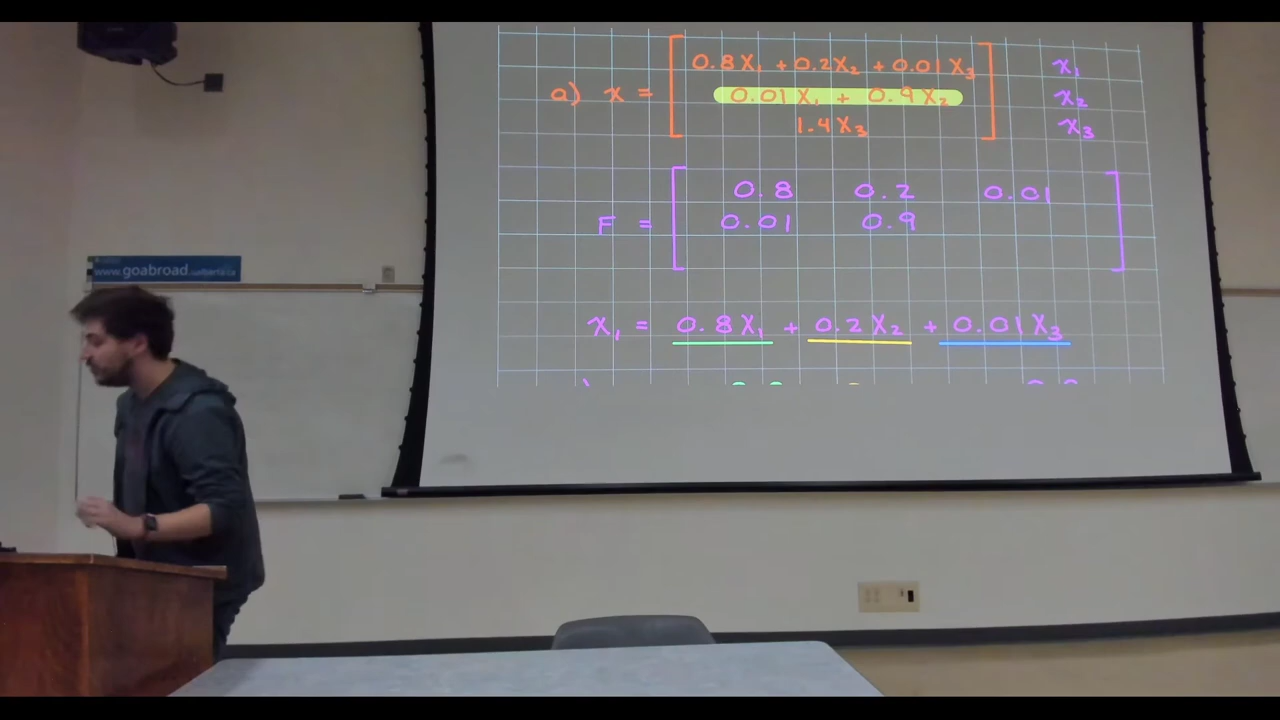 0.8X₁ + 0.2X₂ + 0.01X₃ x₁
a) x = 0.01X₁ + 0.9X₂ x₂
1.4X₃ x₃
0.8 0.2 0.01
F = 0.01 0.9
x₁ = 0.8X₁ + 0.2X₂ + 0.01X₃
www.goabroad.ualberta.ca